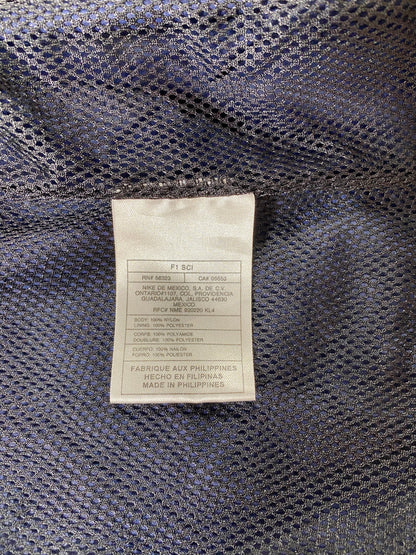 F1 SCI
RN# 56323 CA# 05553
NIKE DE MEXICO, S.A. DE C.V.
ONTARIO#1107, COL. PROVIDENCIA
GUADALAJARA, JALISCO 44630
MEXICO
RFC# NME 920220 KL4
BODY: 100% NYLON
LINING: 100% POLYESTER
CORPS: 100% POLYAMIDE
DOUBLURE: 100% POLYESTER
CUERPO: 100% NAILON
FORRO: 100% POLIESTER
FABRIQUE AUX PHILIPPINES
HECHO EN FILIPINAS
MADE IN PHILIPPINES